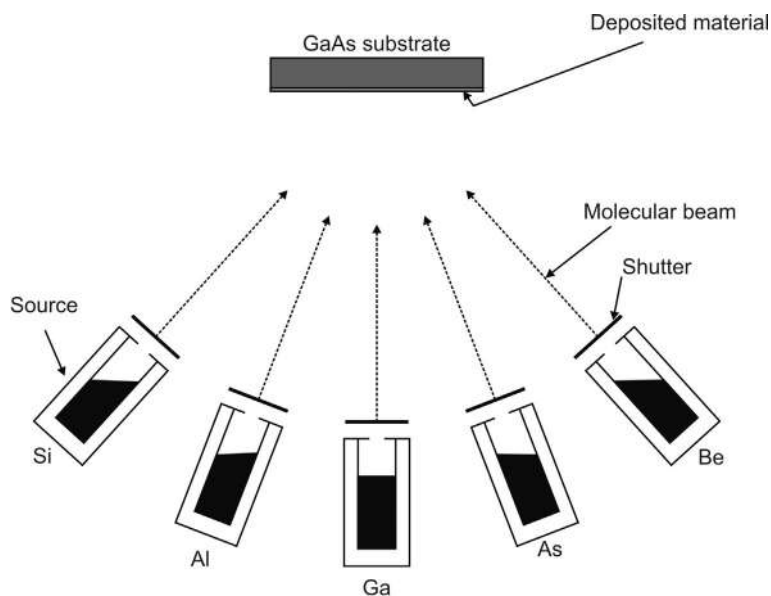 Deposited material
GaAs substrate
Molecular beam
Shutter
Source
Si
Be
Al
As
Ga